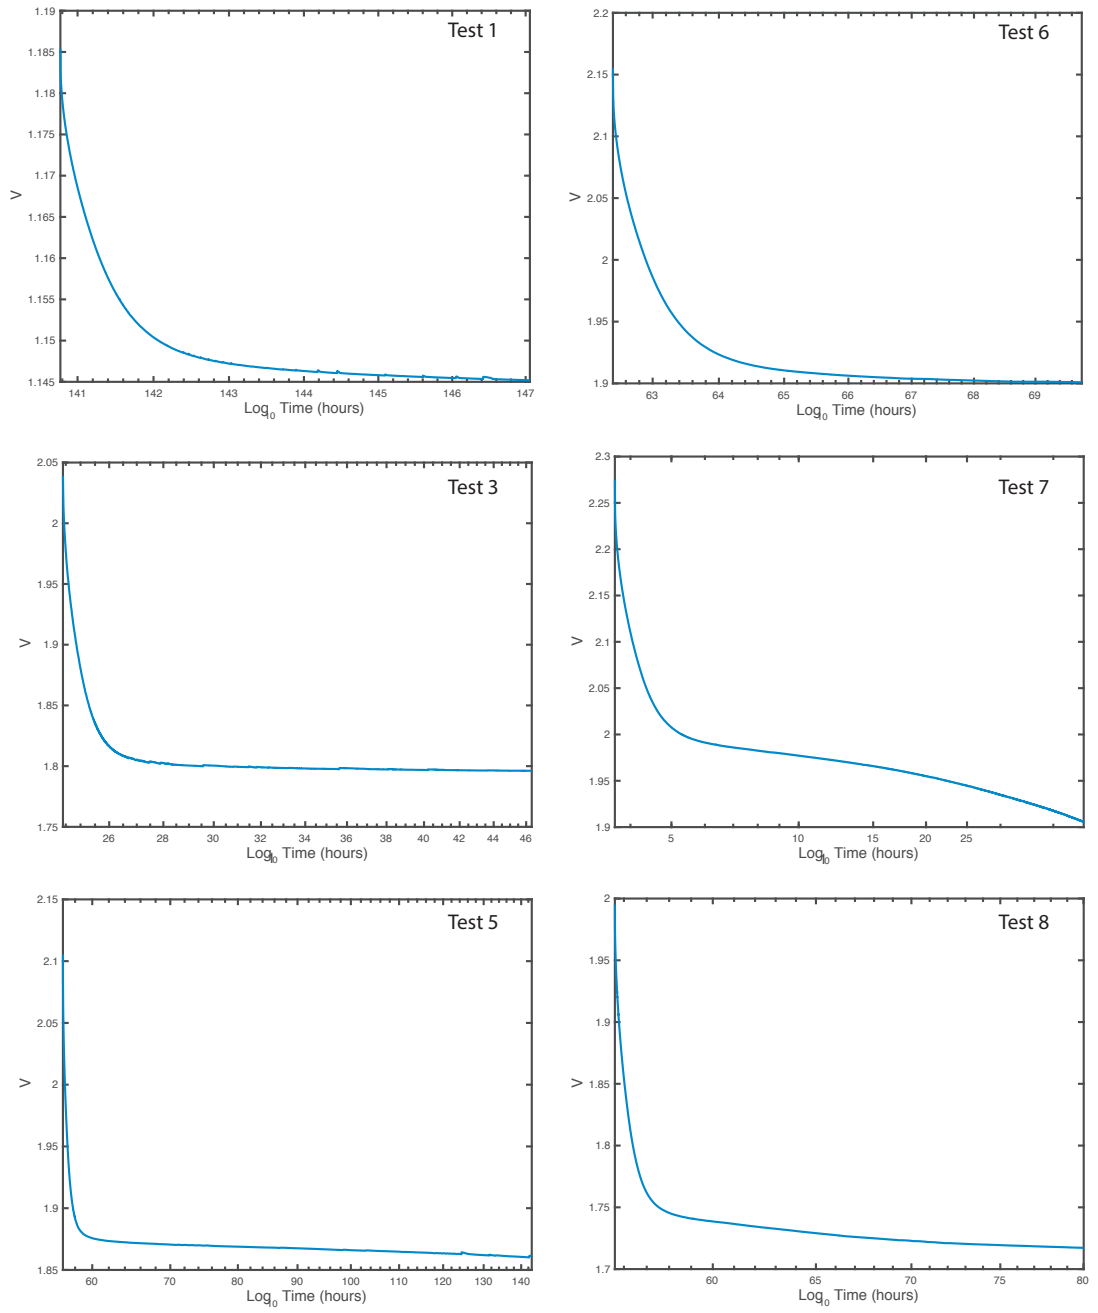 Test 1
1.19
1.185
1.18
1.175
1.17
1.165
1.16
1.155
1.15
1.145
V
141 142 143 144 145 146 147
Log10 Time (hours)
Test 6
2.2
2.15
2.1
2.05
2
1.95
1.9
V
63 64 65 66 67 68 69
Log10 Time (hours)
Test 3
2.05
2
1.95
1.9
1.85
1.8
1.75
V
26 28 30 32 34 36 38 40 42 44 46
Log10 Time (hours)
Test 7
2.3
2.25
2.2
2.15
2.1
2.05
2
1.95
1.9
V
5 10 15 20 25
Log10 Time (hours)
Test 5
2.15
2.1
2.05
2
1.95
1.9
1.85
V
60 70 80 90 100 110 120 130 140
Log10 Time (hours)
Test 8
2
1.95
1.9
1.85
1.8
1.75
1.7
V
60 65 70 75 80
Log10 Time (hours)